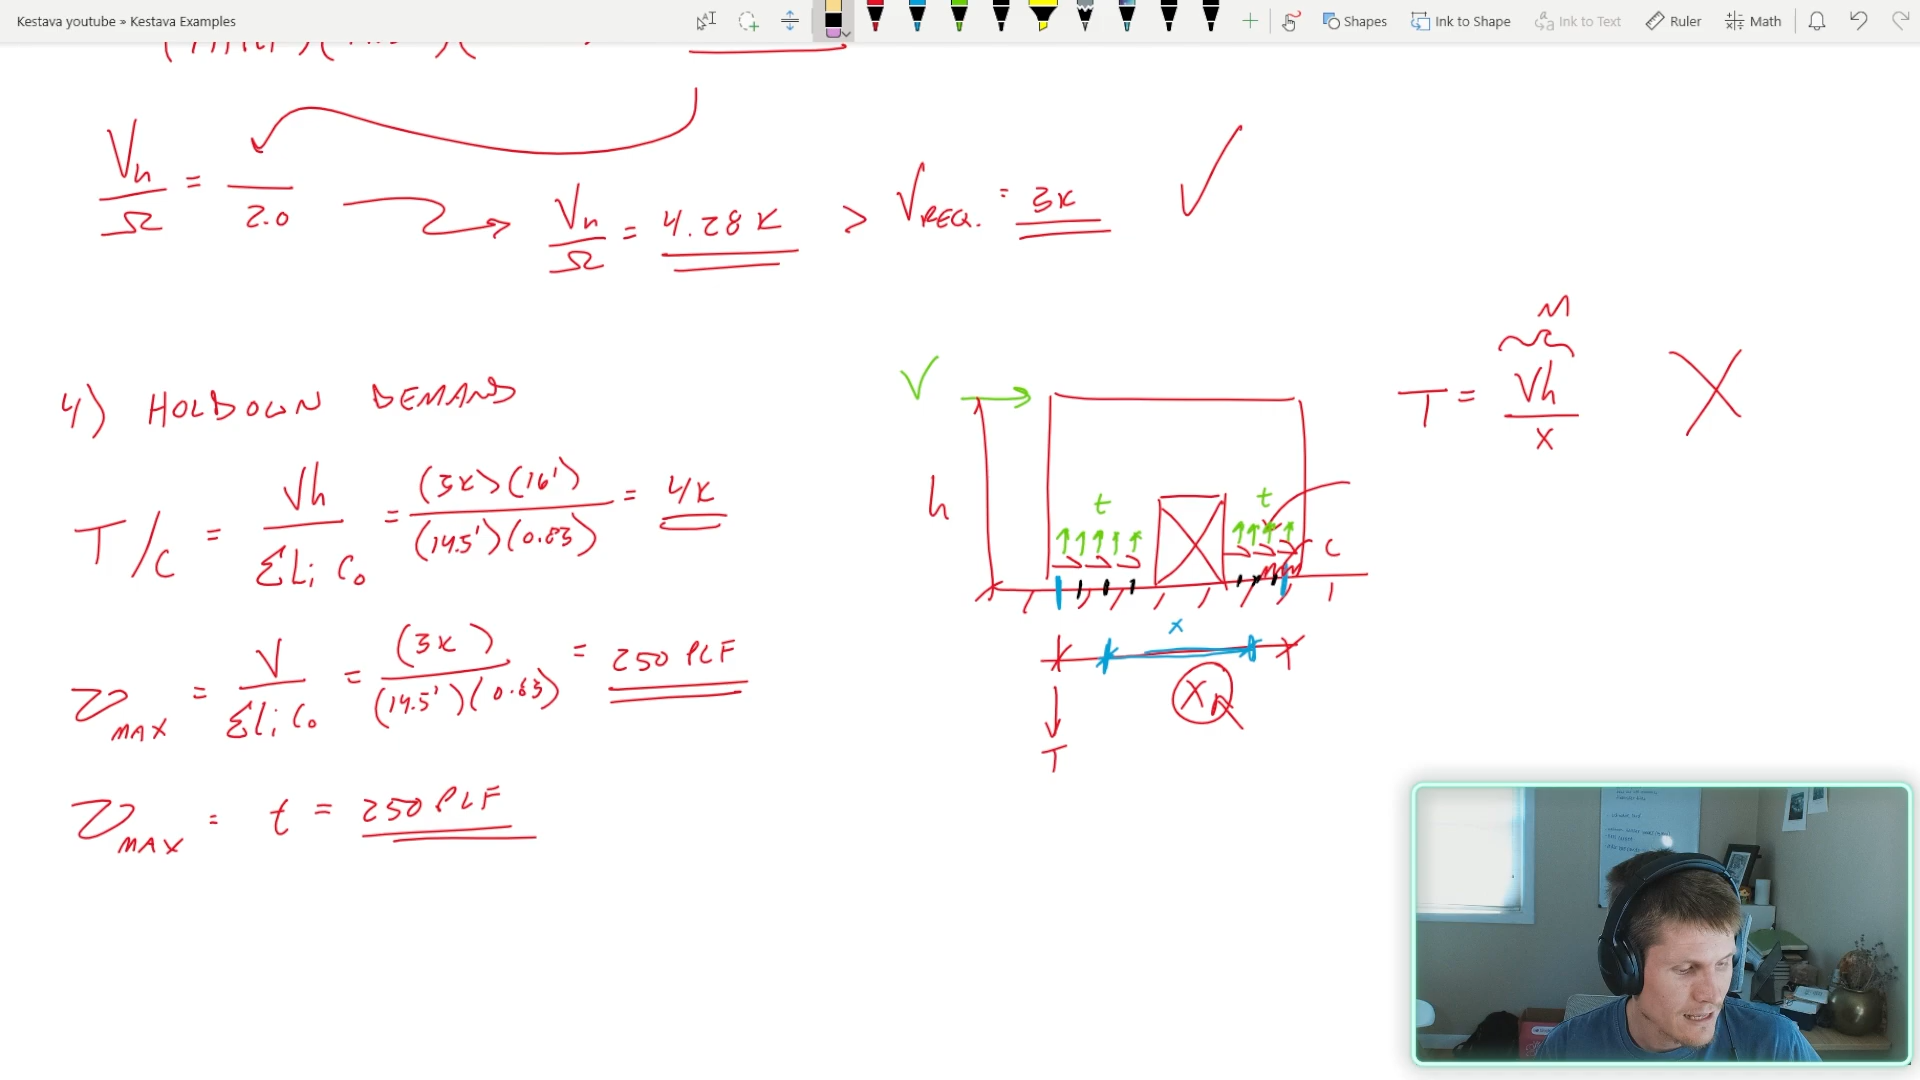 Kestava youtube » Kestava Examples
Shapes Ink to Shape Ink to Text Ruler Math
Vn/Ω = /2.0
Vn/Ω = 4.28 K > VREQ. = 3K ✓
4) HOLDOWN DEMAND
T/C = Vh/ΣLi Co = (3K)(16')/(14.5')(0.83) = 4K
VMAX = V/ΣLi Co = (3K)/(14.5')(0.83) = 250 PLF
VMAX = t = 250 PLF
V
h
t
t
C
x
X
T
M
T = Vh/X
X